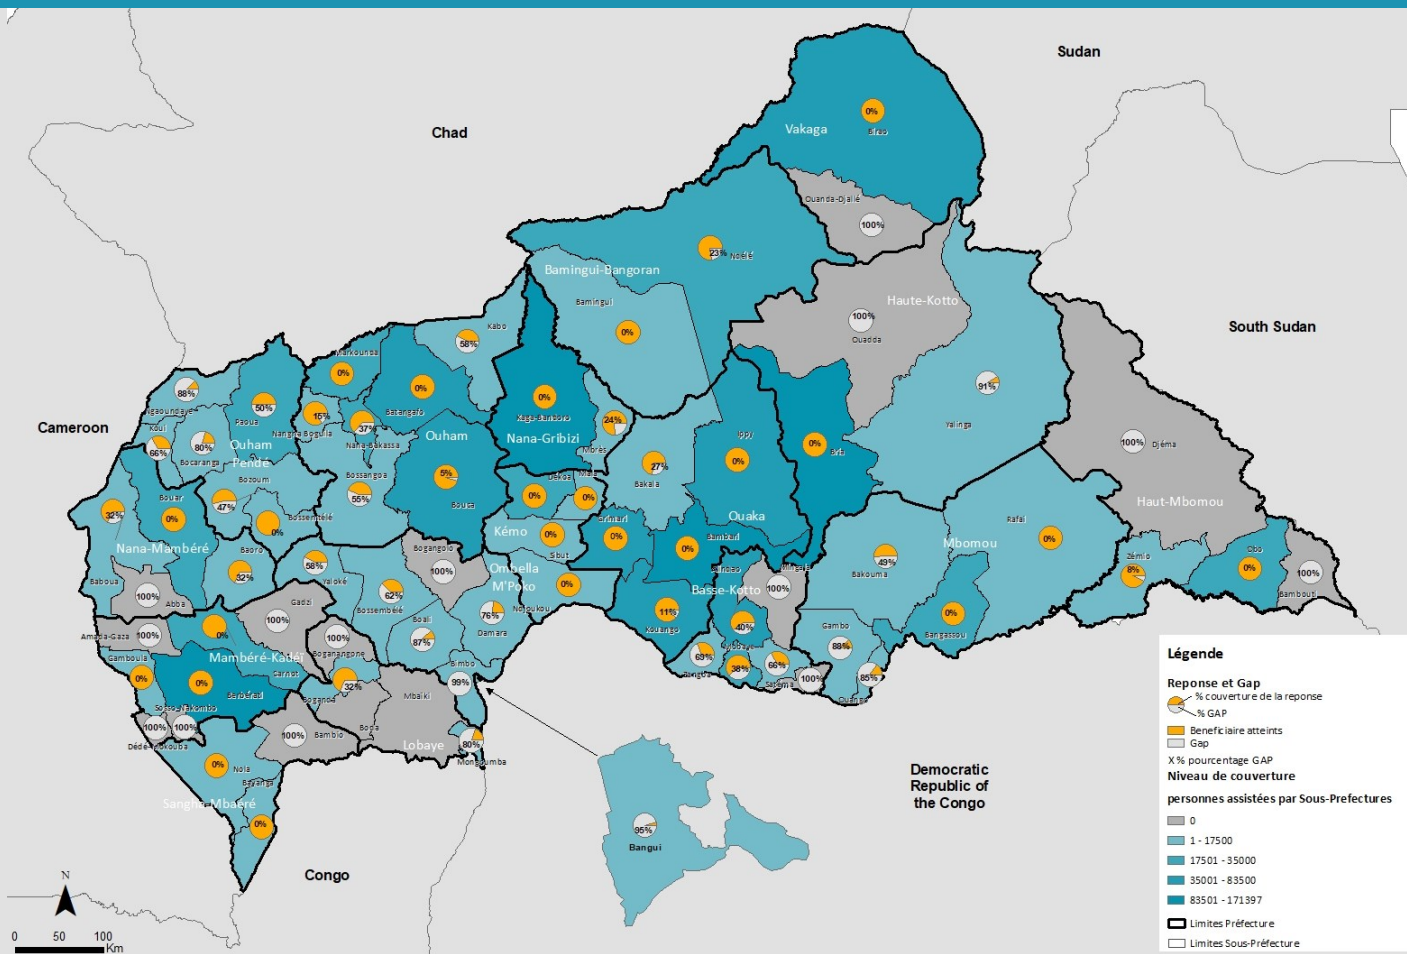 Sudan
Chad
0%
Birao
Vakaga
Ouanda-Djallé
100%
23%
Ndélé
Bamingui-Bangoran
Bamingui
0%
Haute-Kotto
100%
Ouadda
South Sudan
Kabo
58%
Markounda
0%
0%
Batangafo
91%
Yalinga
88%
Ngaoundaye
50%
Paoua
0%
Kaga-Bandoro
Nana-Gribizi
Cameroon
Koui
66%
80%
Bocaranga
Ouham
Pendé
15%
Nangha Boguila
37%
Nana-Bakassa
Ouham
24%
Mbrès
Ippy
0%
0%
Bria
100%
Djéma
Haut-Mbomou
Bozoum
47%
Bossangoa
55%
5%
Bouca
27%
Bakala
Dékoa
0%
Mala
0%
Ouaka
32%
Bouar
0%
0%
Bossemtélé
Kémo
0%
Sibut
Grimari
0%
Bambari
0%
Mbomou
Rafai
0%
Nana-Mambéré
Baboua
Baoro
32%
58%
Yaloké
Bogangolo
100%
Ombella
M'Poko
Ndjoukou
0%
Basse-Kotto
Mingala
100%
49%
Bakouma
Zémio
8%
Obo
0%
100%
Bambouti
100%
Abba
Gadzi
100%
62%
Bossembélé
76%
Damara
11%
Kouango
40%
0%
Bangassou
Amada-Gaza
100%
0%
Mambéré-Kadéï
Carnot
100%
Boganangone
Boali
87%
Gambo
88%
Gamboula
0%
0%
Berbérati
32%
Boganda
Bimbo
99%
69%
38%
66%
Satéma
100%
85%
Ouango
Sosso-Nakombo
100%
100%
Dédé-Mokouba
100%
Bambio
Boda
Mbaïki
Lobaye
80%
Mongoumba
0%
Nola
Bayanga
Sangha-Mbaéré
0%
Congo
95%
Bangui
Democratic
Republic of
the Congo
N
0 50 100
Km
Légende
Reponse et Gap
% couverture de la reponse
% GAP
Beneficiaire atteints
Gap
X % pourcentage GAP
Niveau de couverture
personnes assistées par Sous-Prefectures
0
1 - 17500
17501 - 35000
35001 - 83500
83501 - 171397
Limites Préfecture
Limites Sous-Préfecture